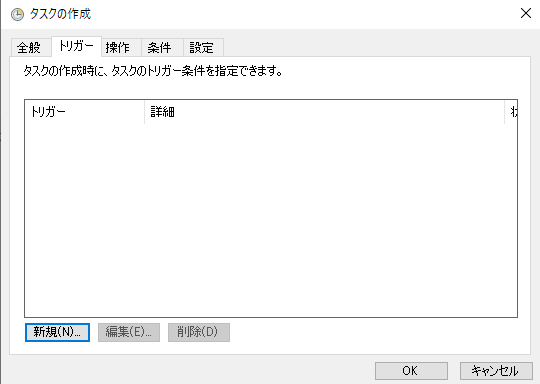 タスクの作成
全般 トリガー 操作 条件 設定
タスクの作成時に、タスクのトリガー条件を指定できます。
トリガー 詳細
新規(N)... 編集(E)... 削除(D)
OK キャンセル